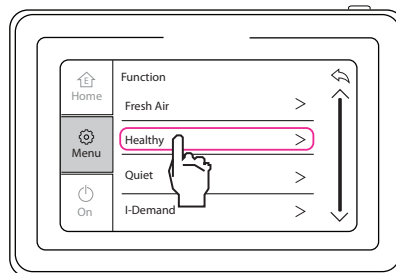 E
Home
Menu
On
Function
Fresh Air
Healthy
Quiet
I-Demand